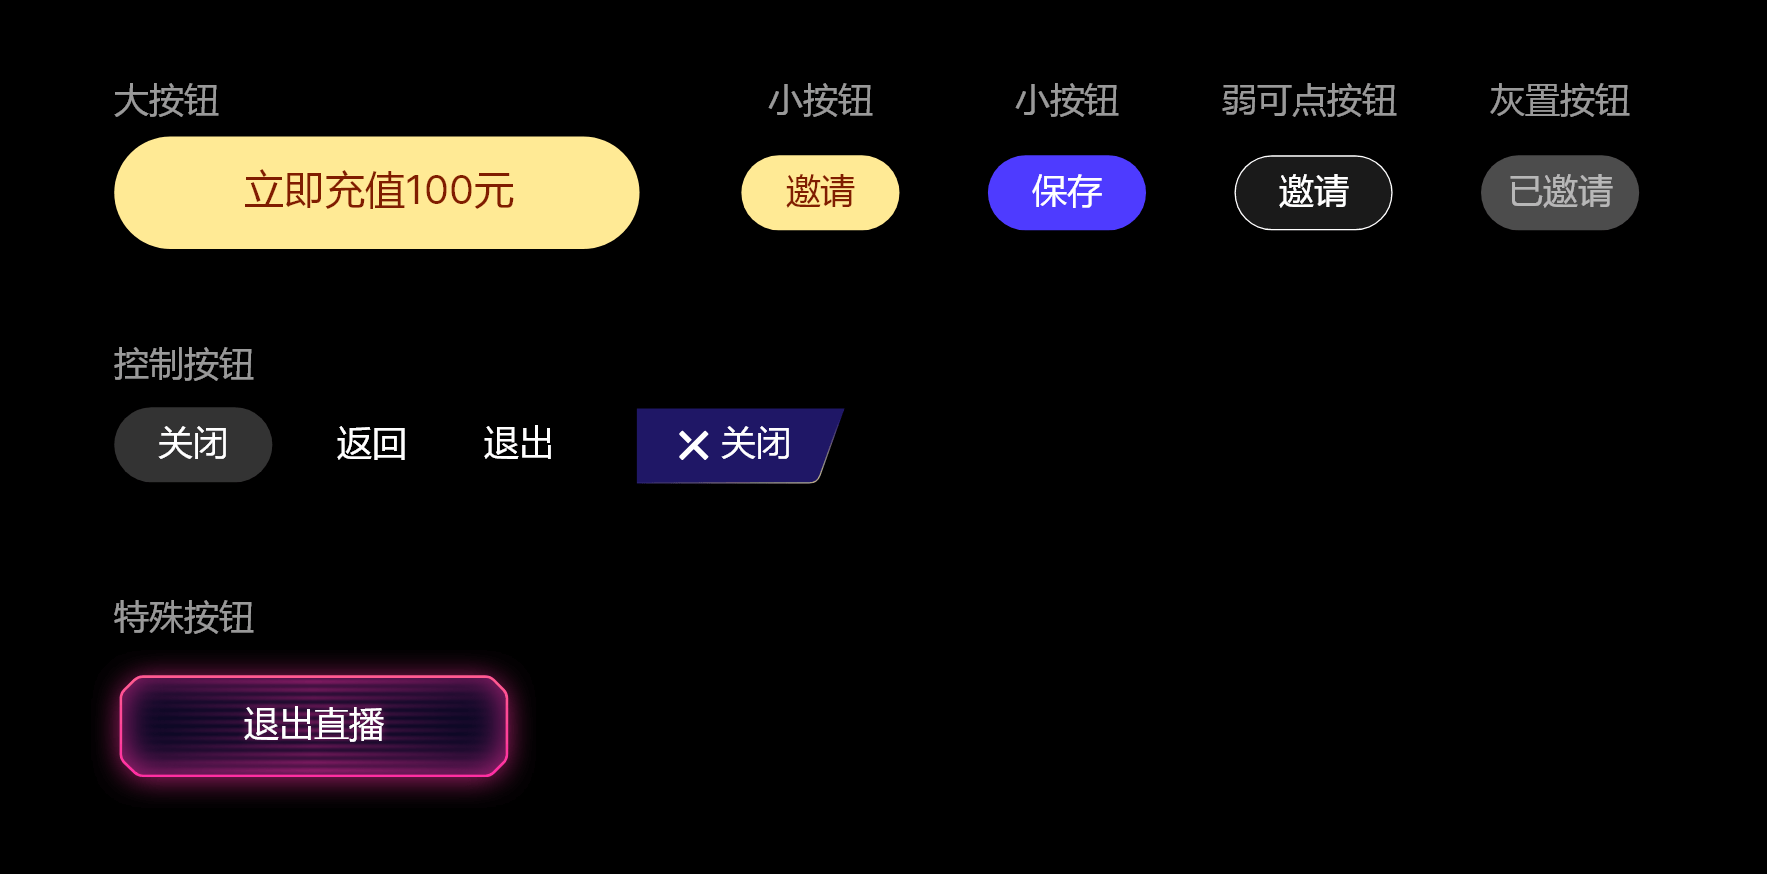 大按钮 小按钮 小按钮 弱可点按钮 灰置按钮
立即充值100元 邀请 保存 邀请 已邀请
控制按钮
关闭 返回 退出 关闭
特殊按钮
退出直播